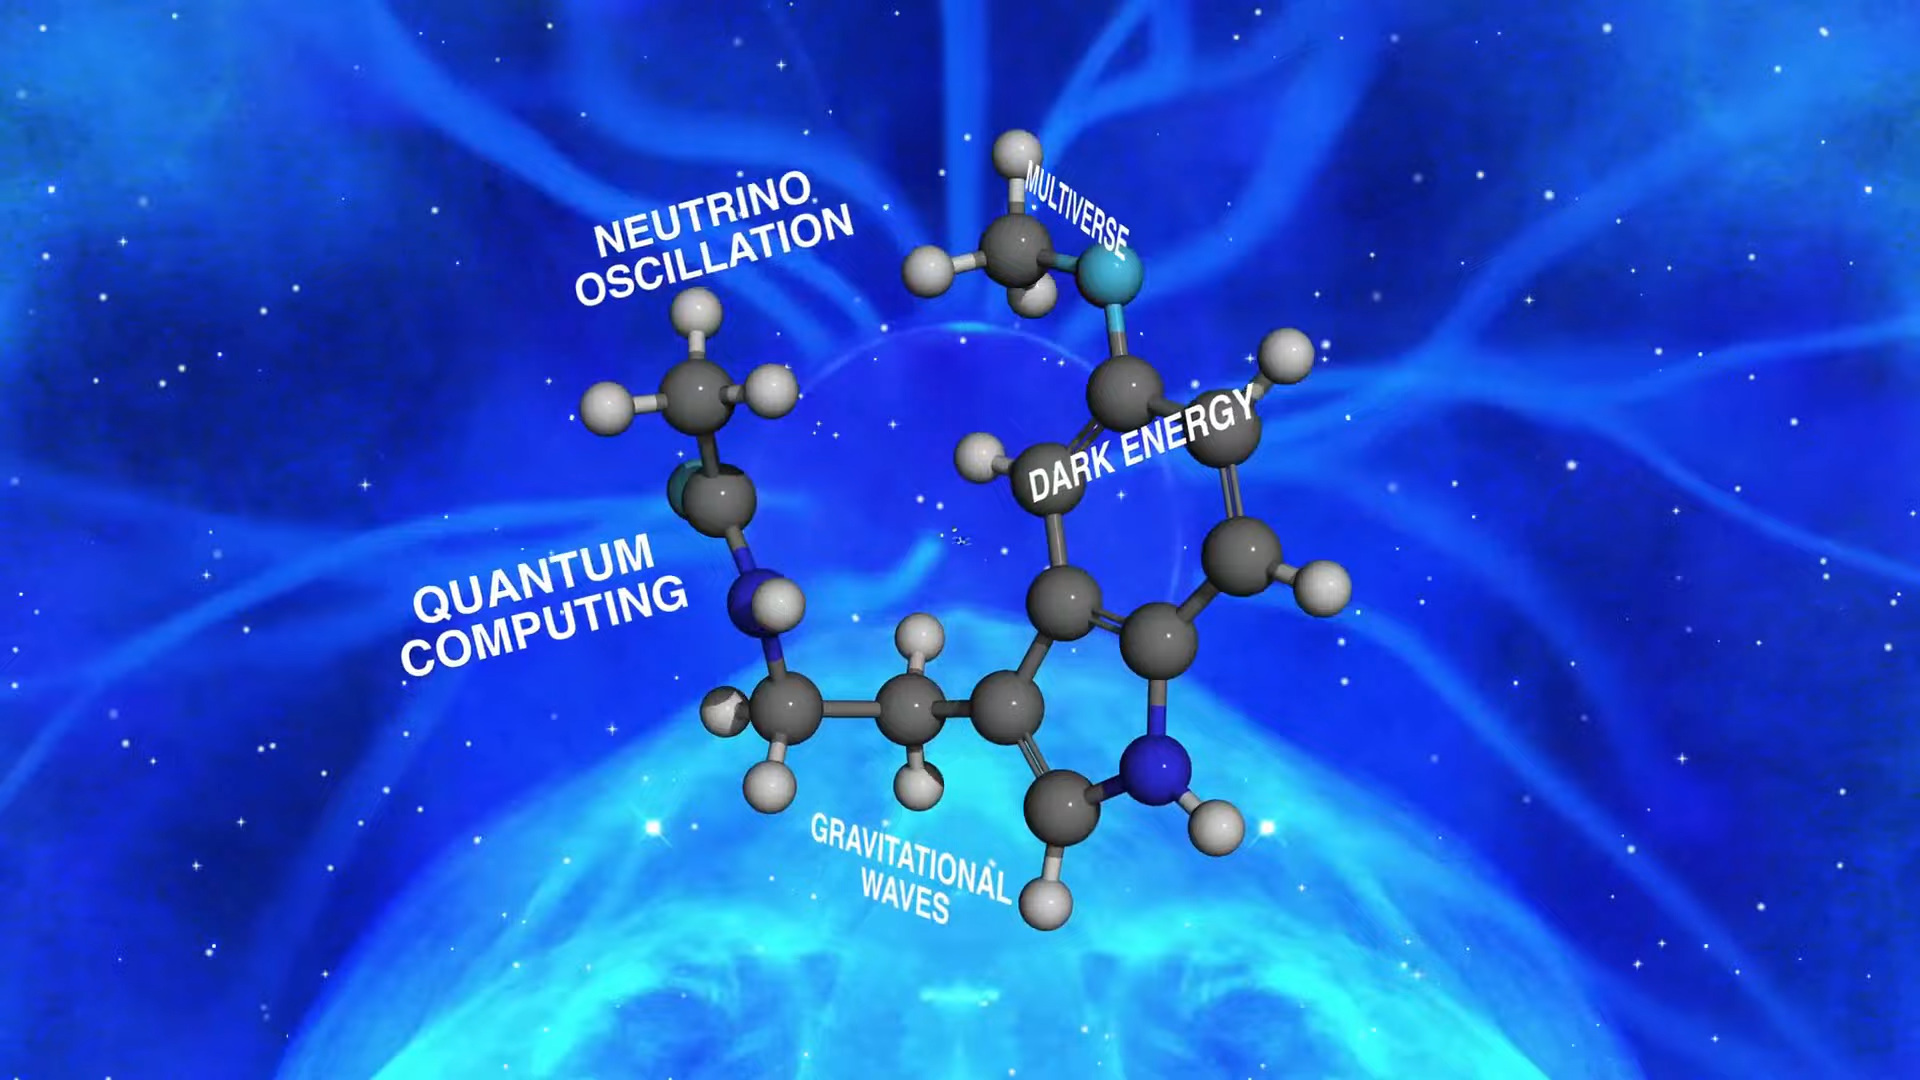 MULTIVERSE
NEUTRINO
OSCILLATION
DARK ENERGY
QUANTUM
COMPUTING
GRAVITATIONAL
WAVES